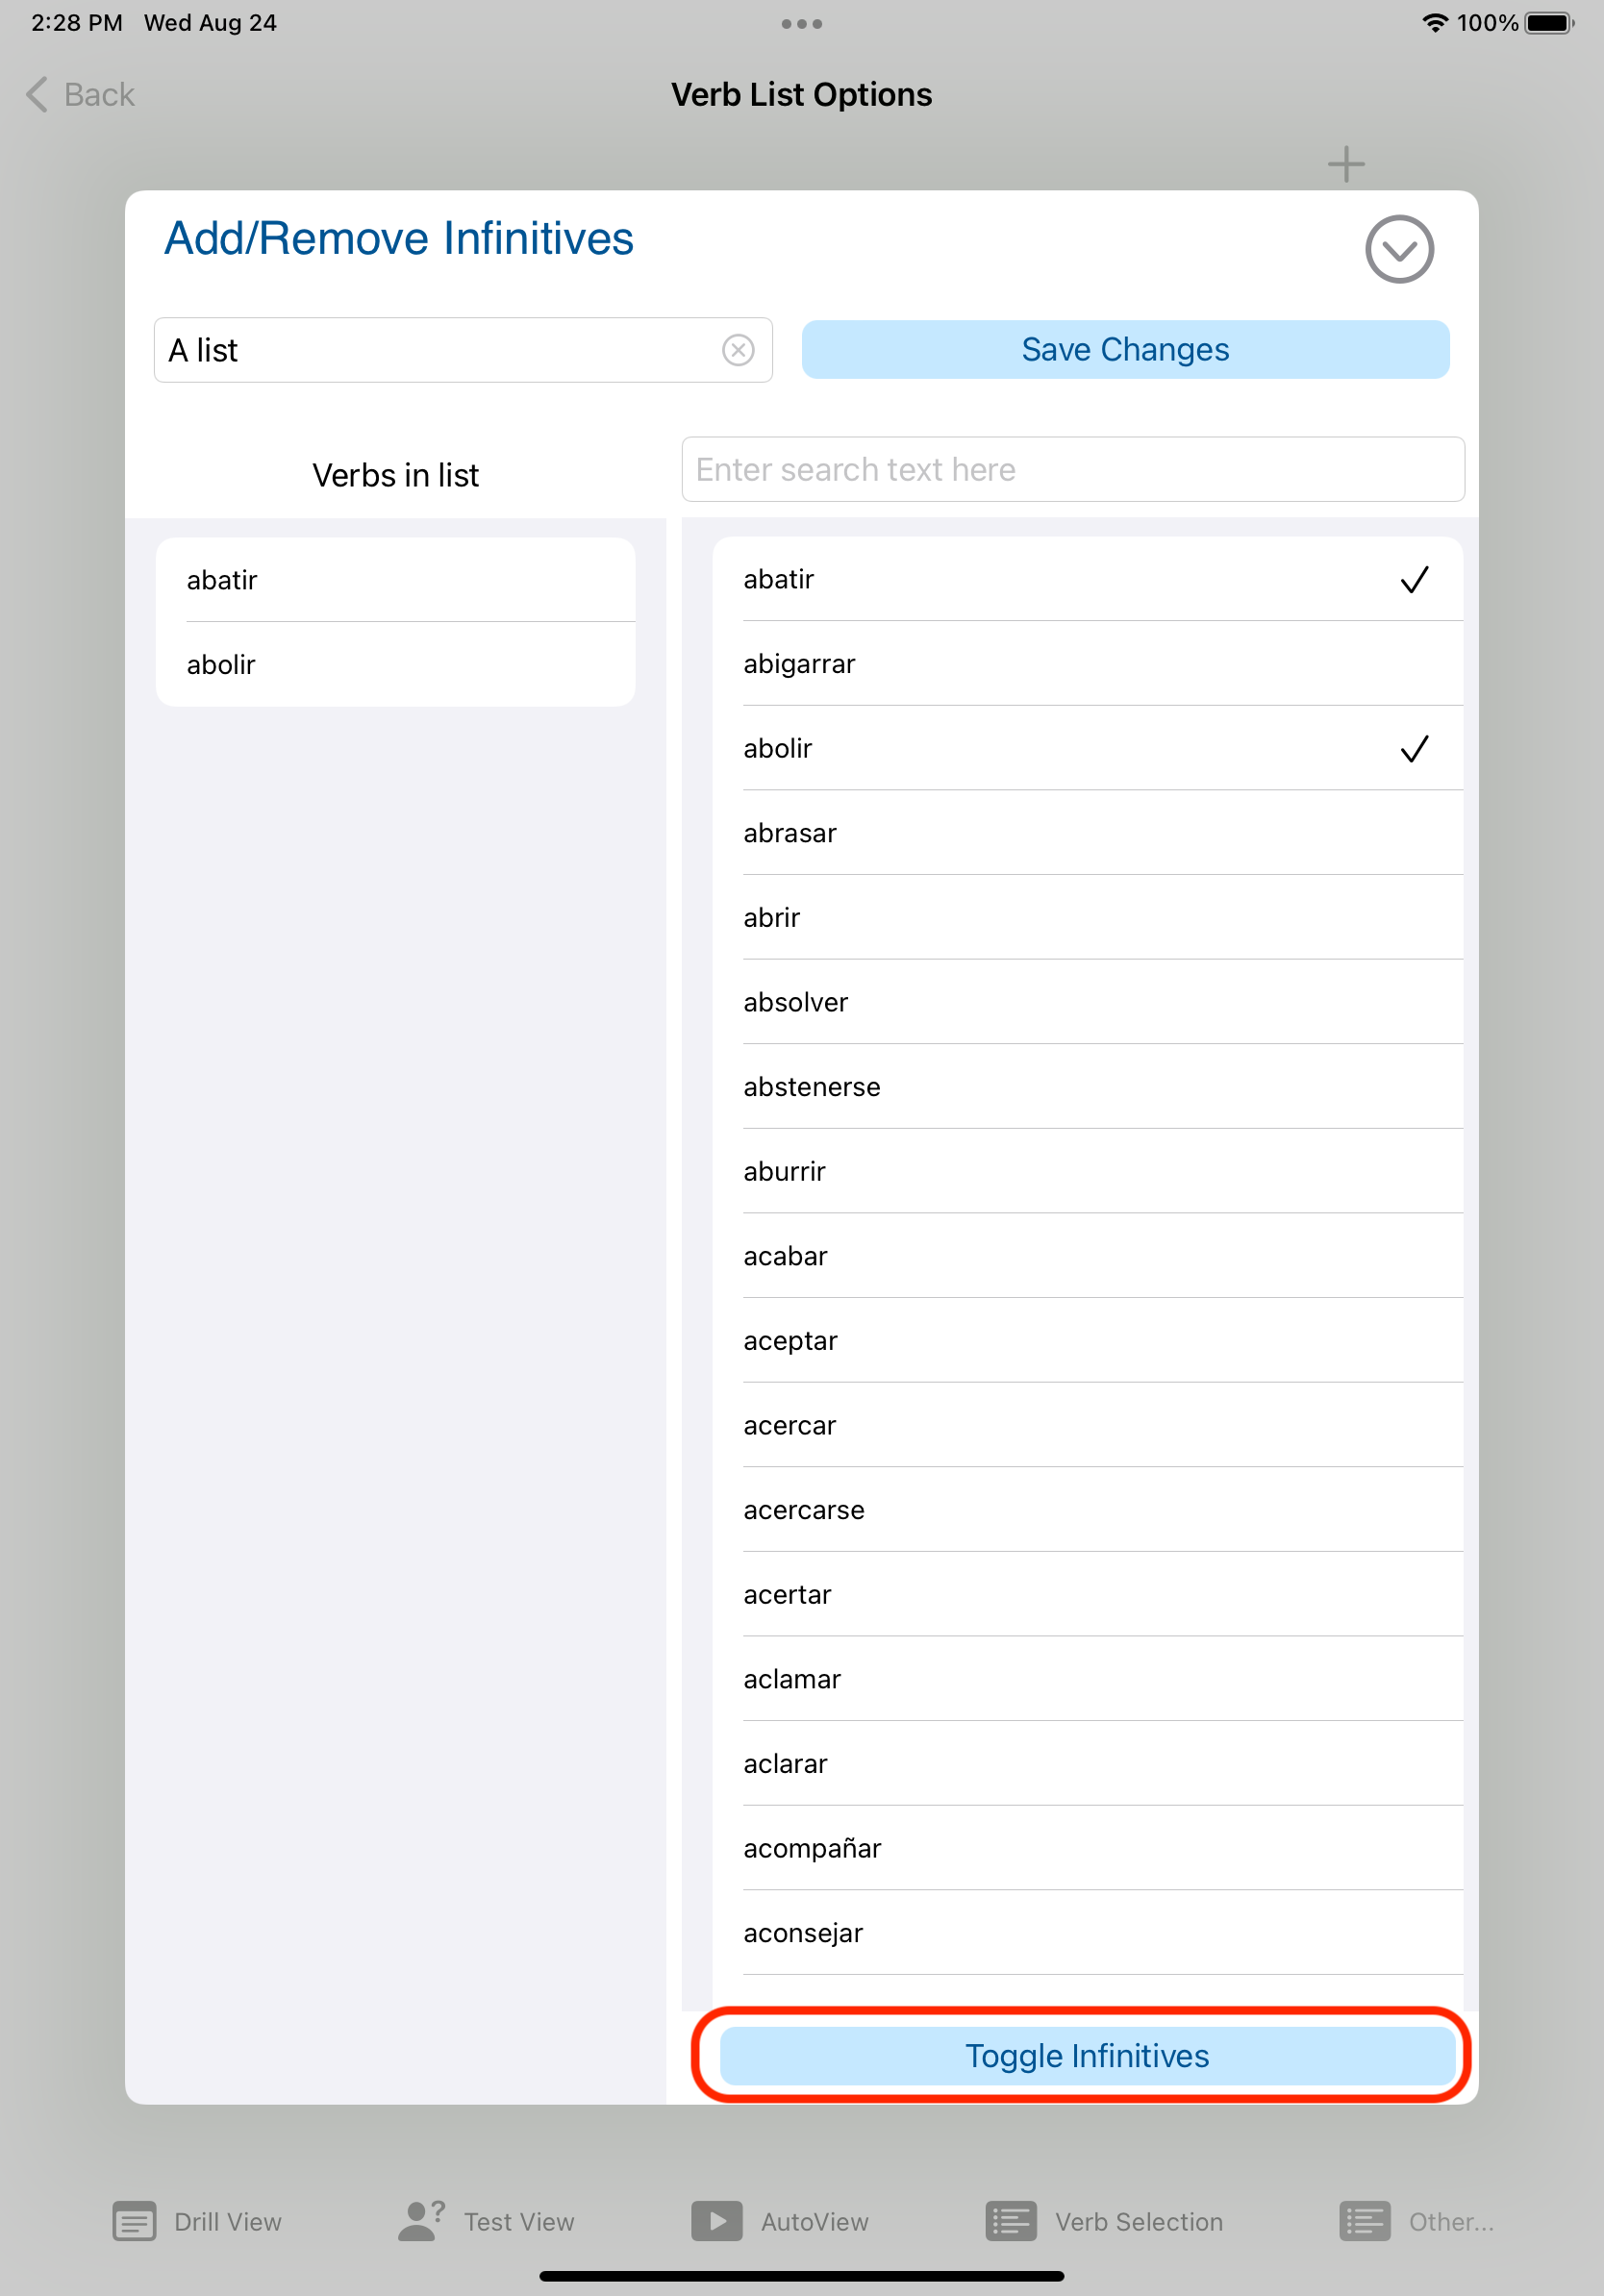 2:28 PM Wed Aug 24
100%
Back
Verb List Options
Add/Remove Infinitives
A list
Save Changes
Verbs in list
Enter search text here
abatir
abolir
abatir
abigarrar
abolir
abrasar
abrir
absolver
abstenerse
aburrir
acabar
aceptar
acercar
acercarse
acertar
aclamar
aclarar
acompañar
aconsejar
Toggle Infinitives
Drill View
Test View
AutoView
Verb Selection
Other...